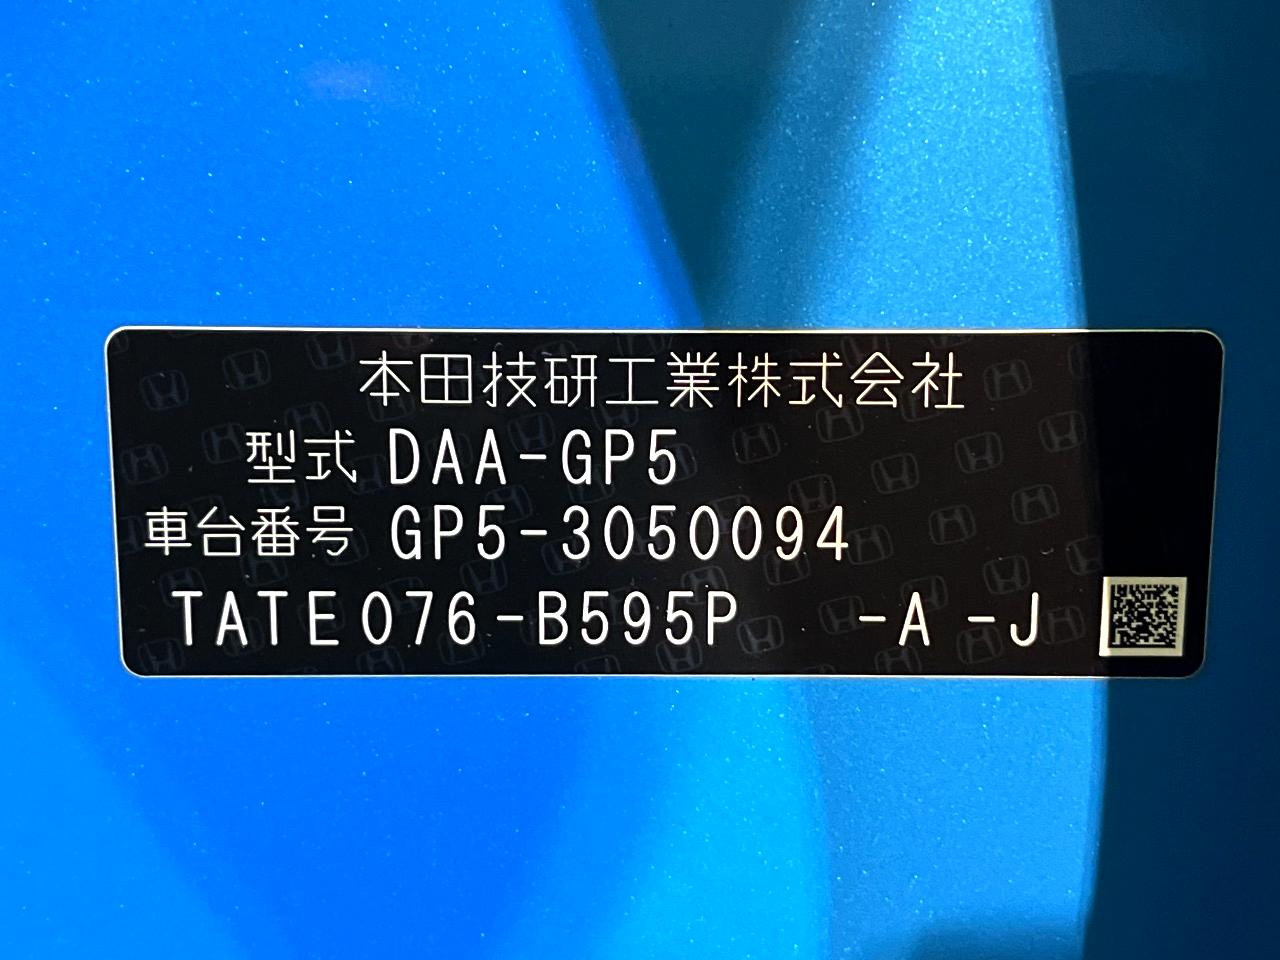 本田技研工業株式会社
型式 DAA-GP5
車台番号 GP5-3050094
TATE076-B595P -A -J